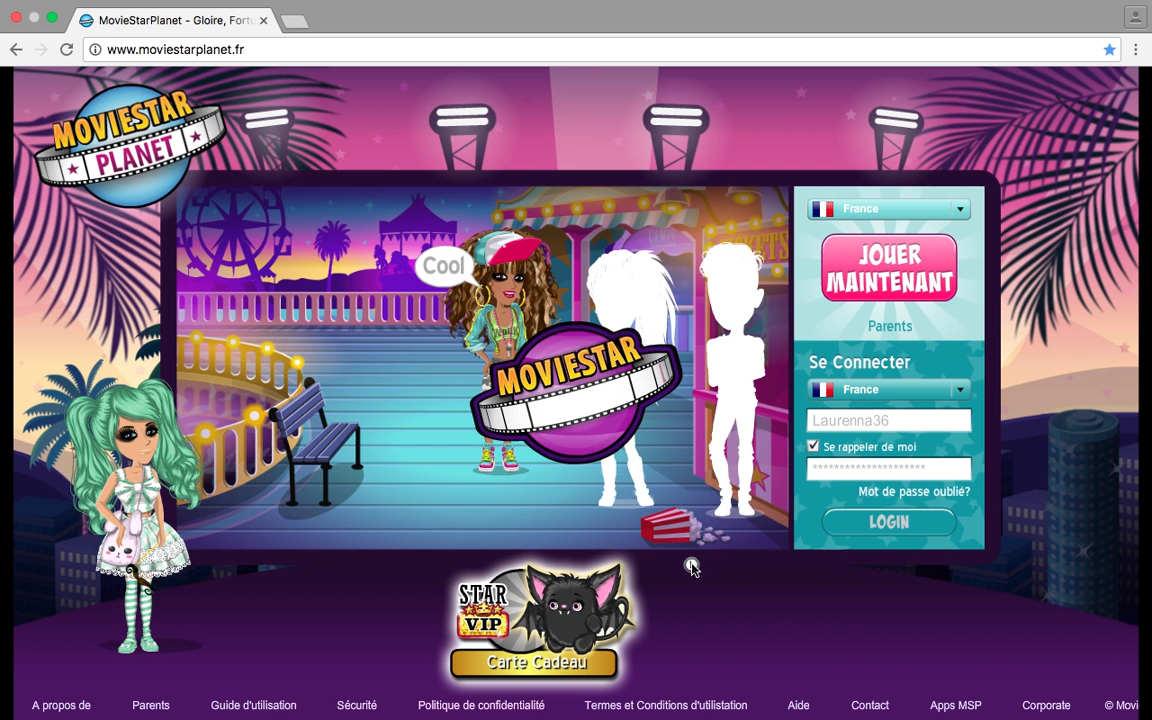 MovieStarPlanet - Gloire, Fortu
www.moviestarplanet.fr
MOVIESTAR
PLANET
France
JOUER
MAINTENANT
Parents
Cool
MOVIESTAR
Se Connecter
France
Laurenna36
Se rappeler de moi
*********************
Mot de passe oublié?
LOGIN
STAR
VIP
Carte Cadeau
A propos de Parents Guide d'utilisation Sécurité Politique de confidentialité Termes et Conditions d'utilistation Aide Contact Apps MSP Corporate © Movi